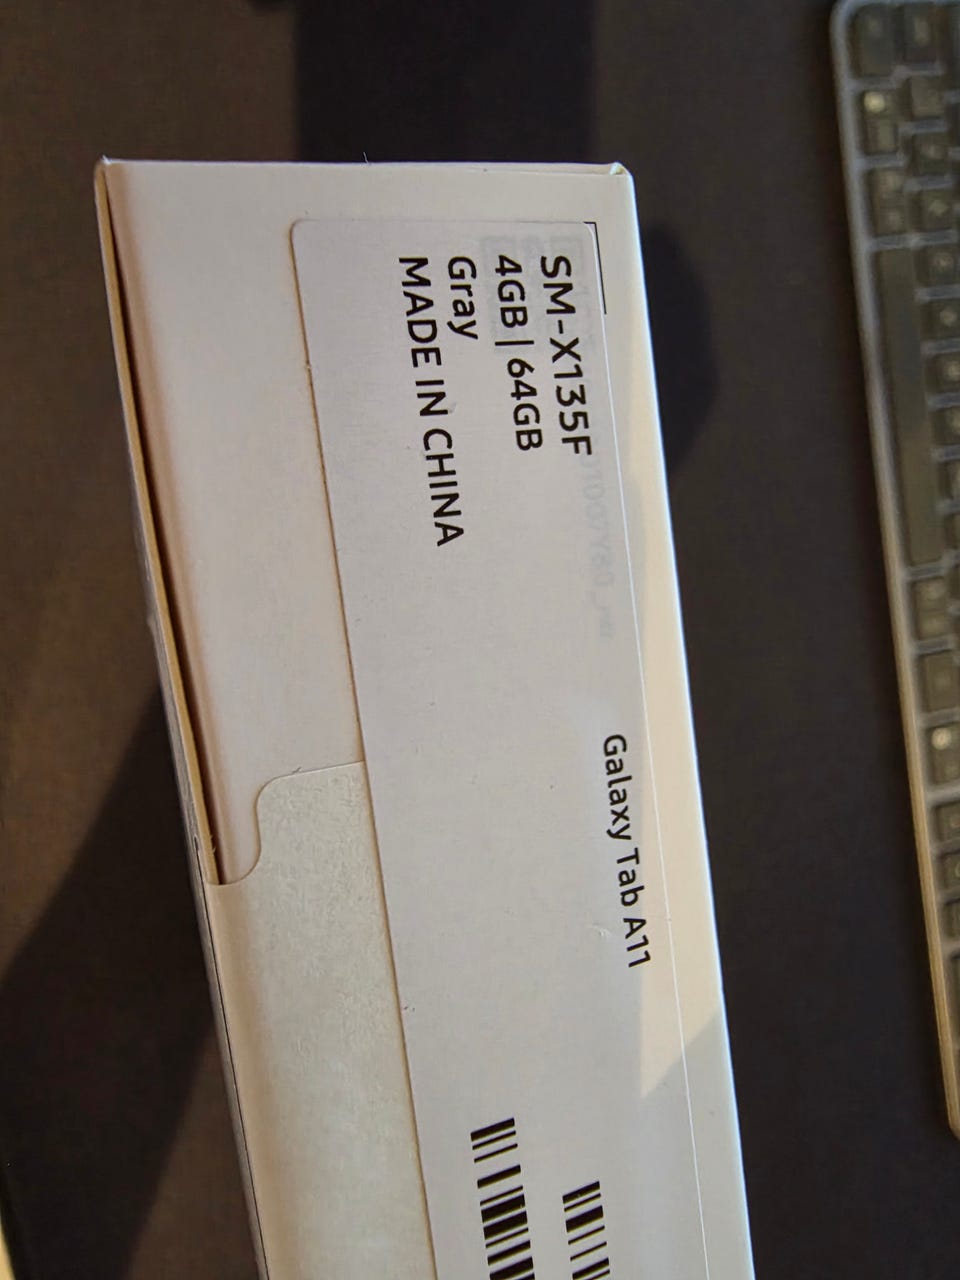 SM-X135F
4GB | 64GB
Gray
MADE IN CHINA
Galaxy Tab A11